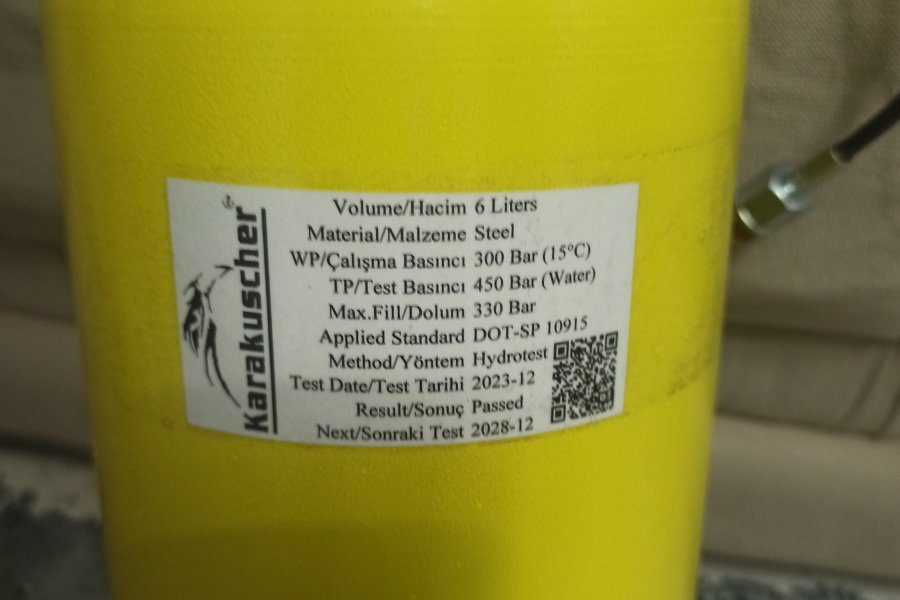 Karakuscher
Volume/Hacim 6 Liters
Material/Malzeme Steel
WP/Çalışma Basıncı 300 Bar (15°C)
TP/Test Basıncı 450 Bar (Water)
Max.Fill/Dolum 330 Bar
Applied Standard DOT-SP 10915
Method/Yöntem Hydrotest
Test Date/Test Tarihi 2023-12
Result/Sonuç Passed
Next/Sonraki Test 2028-12